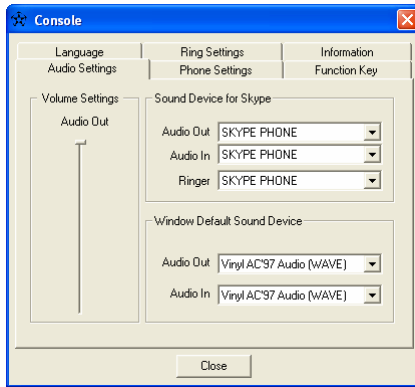 Console
Language Ring Settings Information
Audio Settings Phone Settings Function Key
Volume Settings
Audio Out
Sound Device for Skype
Audio Out SKYPE PHONE
Audio In SKYPE PHONE
Ringer SKYPE PHONE
Window Default Sound Device
Audio Out Vinyl AC'97 Audio (WAVE)
Audio In Vinyl AC'97 Audio (WAVE)
Close